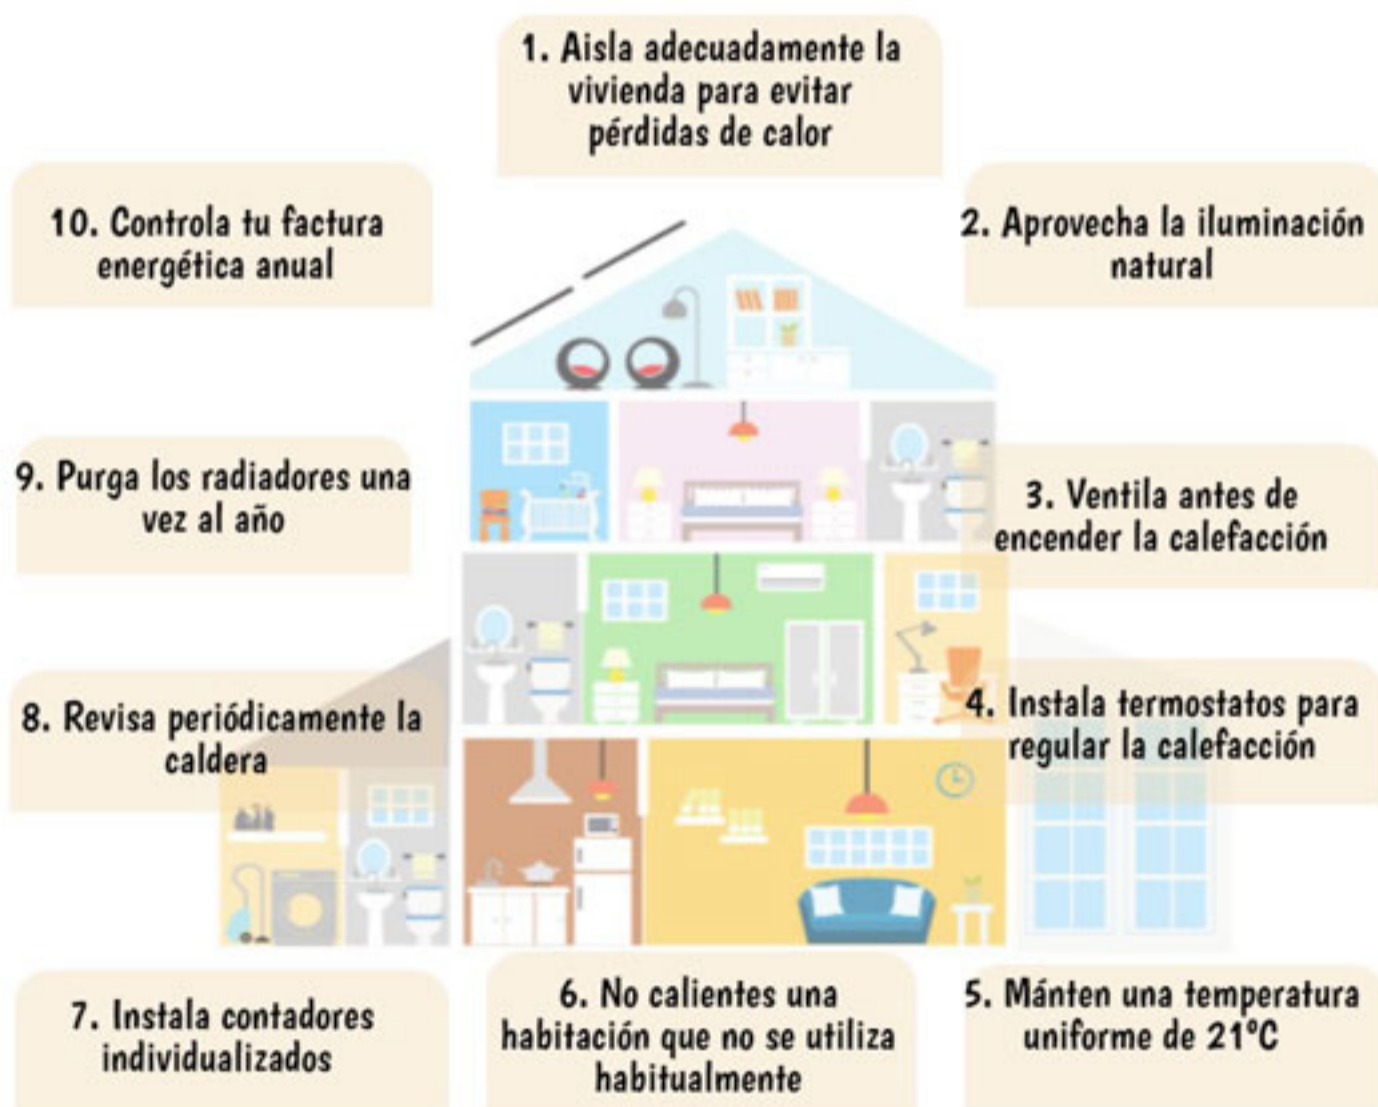 1. Aisla adecuadamente la
vivienda para evitar
pérdidas de calor
2. Aprovecha la iluminación
natural
3. Ventila antes de
encender la calefacción
4. Instala termostatos para
regular la calefacción
5. Mánten una temperatura
uniforme de 21ºC
6. No calientes una
habitación que no se utiliza
habitualmente
7. Instala contadores
individualizados
8. Revisa periódicamente la
caldera
9. Purga los radiadores una
vez al año
10. Controla tu factura
energética anual